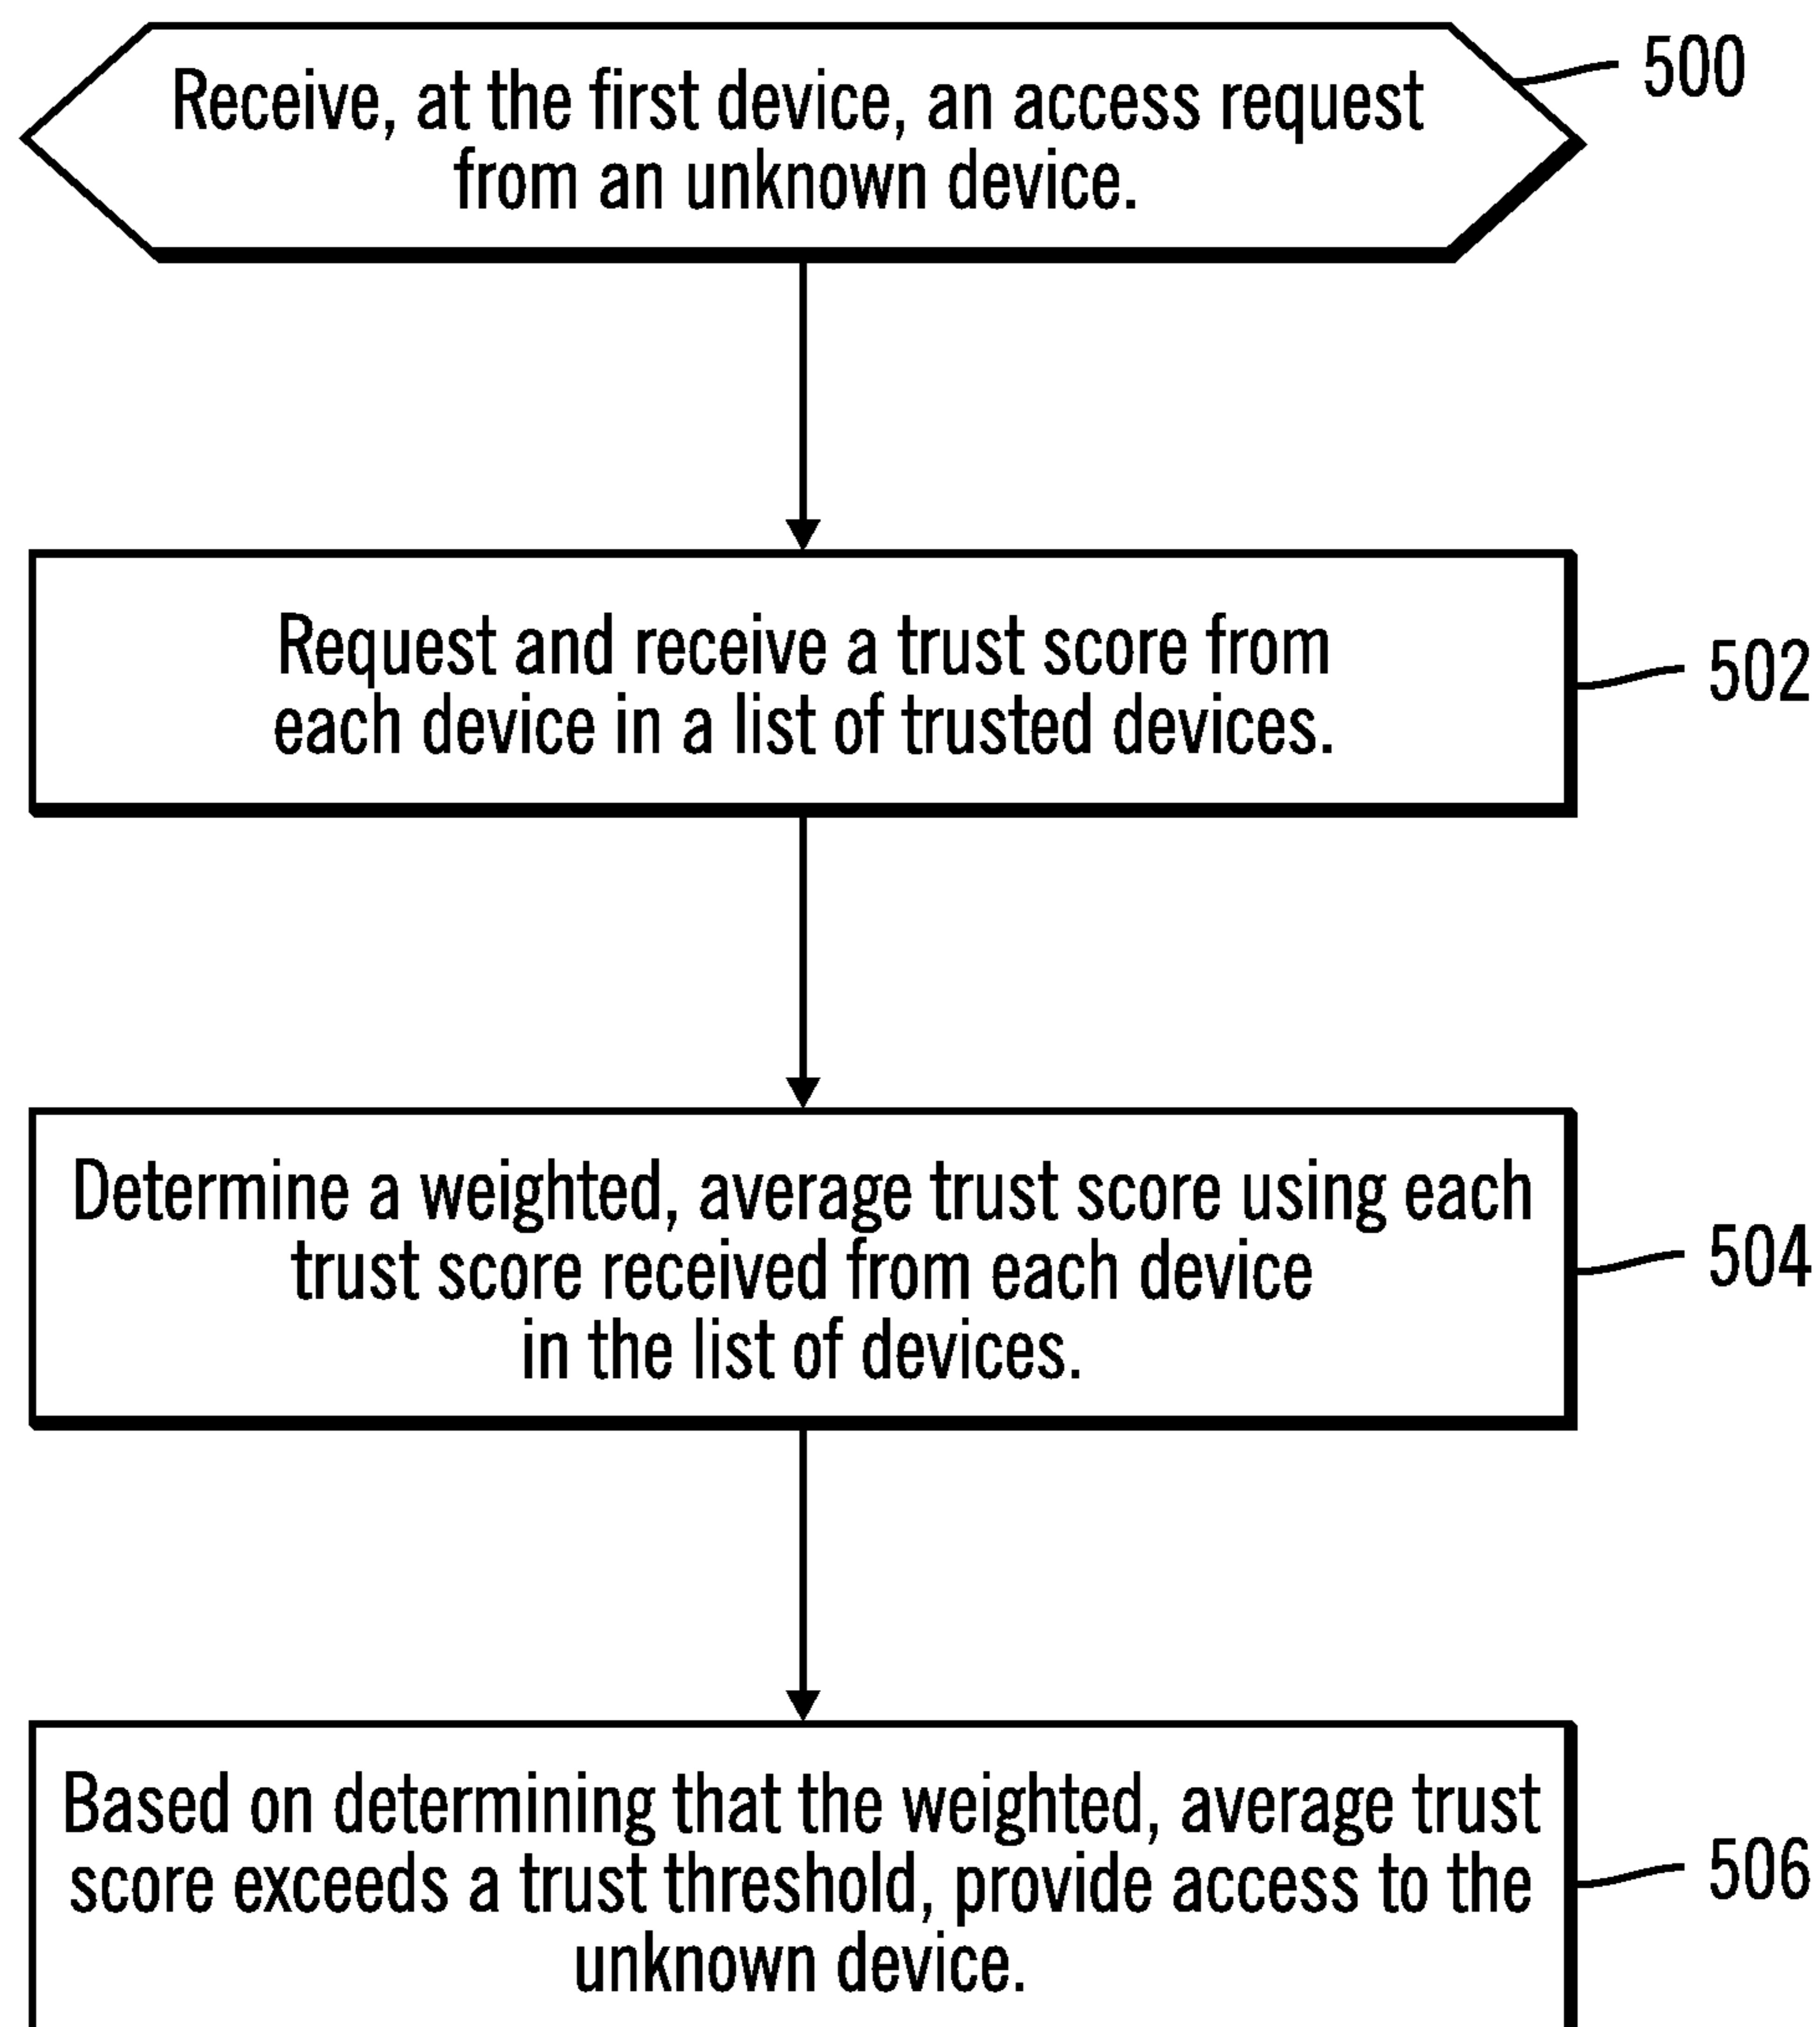 Receive, at the first device, an access request
from an unknown device.
500
Request and receive a trust score from
each device in a list of trusted devices.
502
Determine a weighted, average trust score using each
trust score received from each device
in the list of devices.
504
Based on determining that the weighted, average trust
score exceeds a trust threshold, provide access to the
unknown device.
506